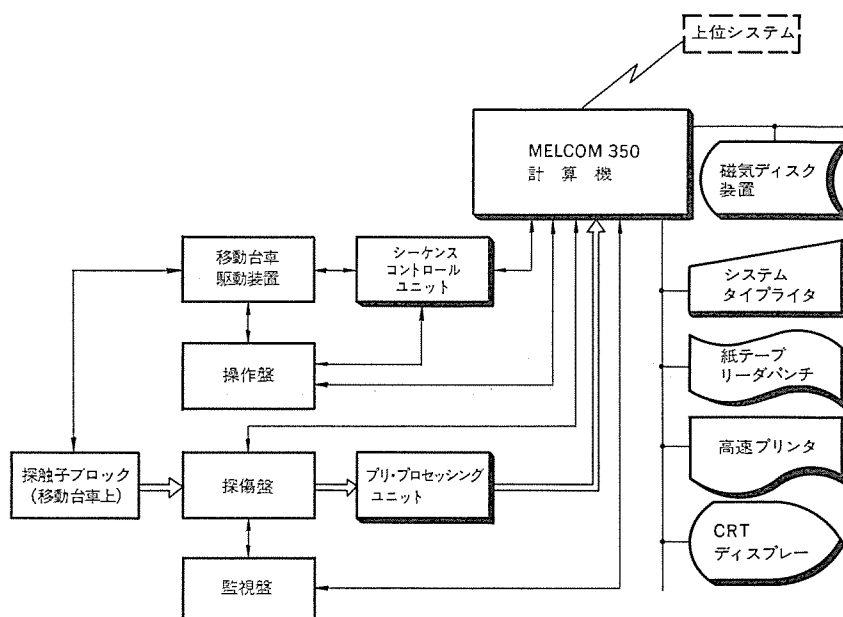 上位システム
MELCOM 350
計算機
磁気ディスク
装置
移動台車
駆動装置
シーケンス
コントロール
ユニット
システム
タイプライタ
操作盤
紙テープ
リーダパンチ
高速プリンタ
探触子ブロック
(移動台車上)
探傷盤
プリ・プロセッシング
ユニット
CRT
ディスプレー
監視盤